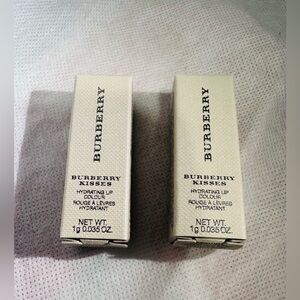 BURBERRY
BURBERRY
KISSES
HYDRATING LIP
COLOUR
ROUGE À LÈVRES
HYDRATANT
NET WT.
1g 0.035 OZ.
BURBERRY
BURBERRY
KISSES
HYDRATING LIP
COLOUR
ROUGE À LÈVRES
HYDRATANT
NET WT.
1g 0.035 OZ.